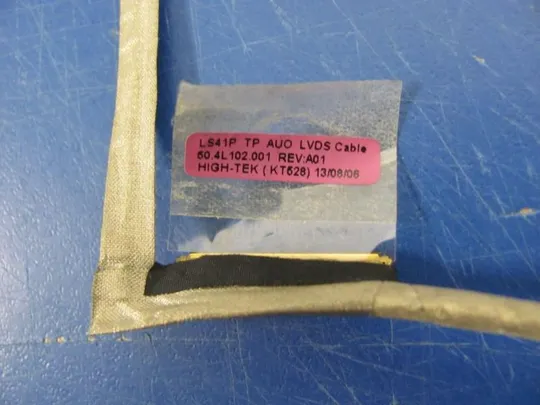 LS41P TP AUO LVDS Cable
50.4L102.001 REV:A01
HIGH-TEK ( KT528) 13/08/06